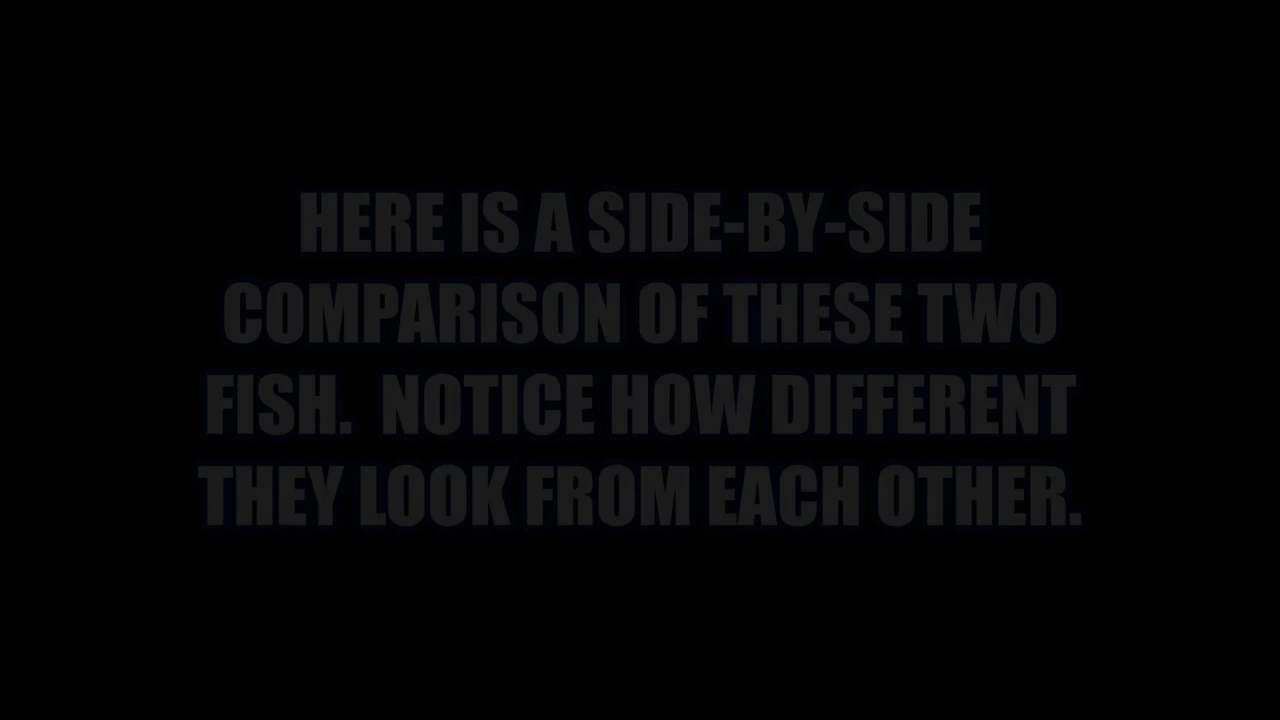 HERE IS A SIDE-BY-SIDE
COMPARISON OF THESE TWO
FISH.  NOTICE HOW DIFFERENT
THEY LOOK FROM EACH OTHER.